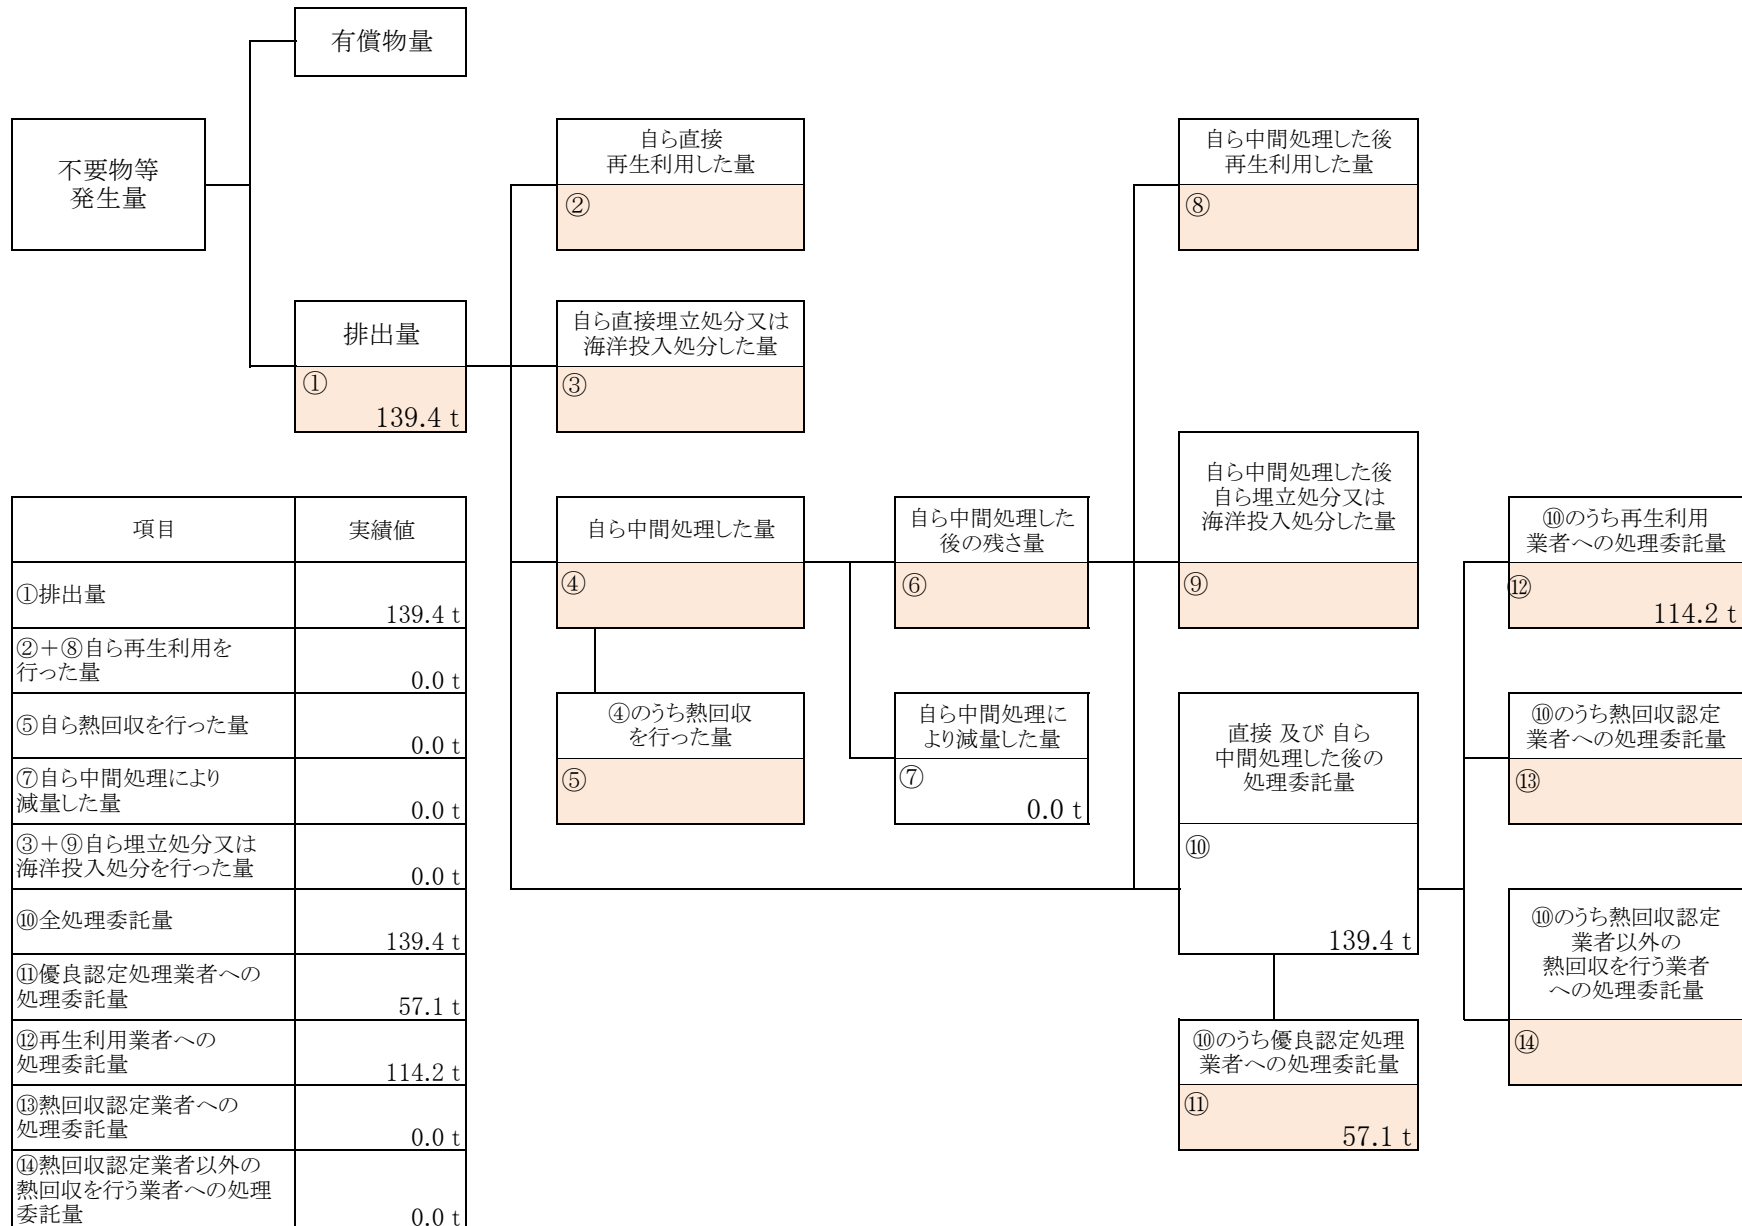 有償物量
不要物等
発生量
自ら直接
再生利用した量
②
自ら中間処理した後
再生利用した量
⑧
排出量
①
139.4 t
自ら直接埋立処分又は
海洋投入処分した量
③
自ら中間処理した量
④
自ら中間処理した
後の残さ量
⑥
自ら中間処理した後
自ら埋立処分又は
海洋投入処分した量
⑨
⑩のうち再生利用
業者への処理委託量
⑫
114.2 t
④のうち熱回収
を行った量
⑤
自ら中間処理に
より減量した量
⑦
0.0 t
直接 及び 自ら
中間処理した後の
処理委託量
⑩
139.4 t
⑩のうち熱回収認定
業者への処理委託量
⑬
⑩のうち熱回収認定
業者以外の
熱回収を行う業者
への処理委託量
⑭
⑩のうち優良認定処理
業者への処理委託量
⑪
57.1 t
項目 実績値
①排出量
139.4 t
②+⑧自ら再生利用を
行った量
0.0 t
⑤自ら熱回収を行った量
0.0 t
⑦自ら中間処理により
減量した量
0.0 t
③+⑨自ら埋立処分又は
海洋投入処分を行った量
0.0 t
⑩全処理委託量
139.4 t
⑪優良認定処理業者への
処理委託量
57.1 t
⑫再生利用業者への
処理委託量
114.2 t
⑬熱回収認定業者への
処理委託量
0.0 t
⑭熱回収認定業者以外の
熱回収を行う業者への処理
委託量
0.0 t